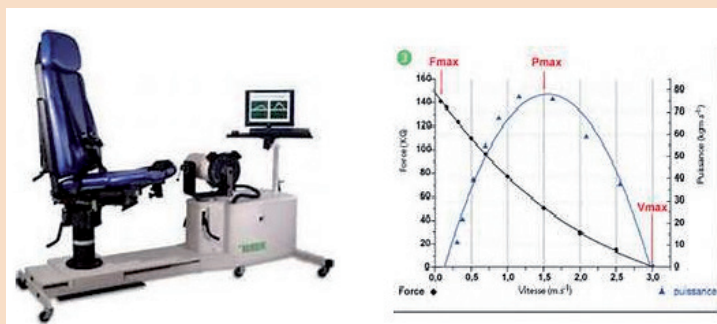 3
Fmax
Pmax
Vmax
Force (KG)
160
140
120
100
80
60
40
20
0
Puissance (kgm s⁻¹)
80
70
60
50
40
30
20
10
0
0,0 0,5 1,0 1,5 2,0 2,5 3,0
Force ◆ Vitesse (m.s⁻¹) ▲ puissance